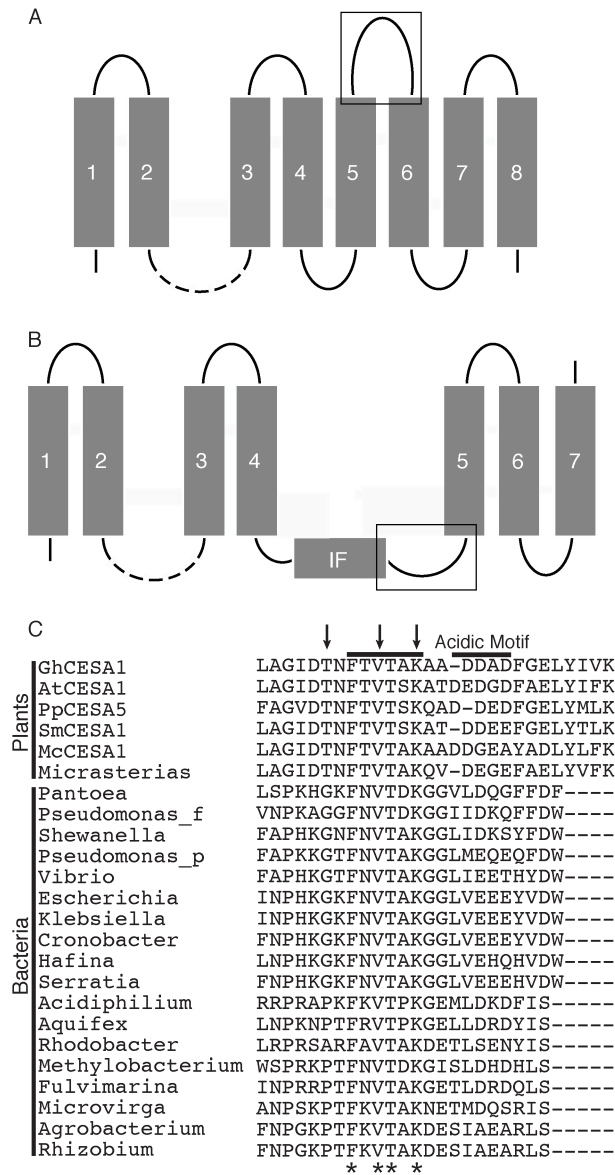 A
1 2 3 4 5 6 7 8
B
1 2 3 4 5 6 7
IF
C
Acidic Motif
Plants
GhCESA1 LAGIDTNFTVTAKAA-DDADFGELYIVK
AtCESA1 LAGIDTNFTVTSKATDEDGDFAELYIFK
PpCESA5 FAGVDTNFTVTSKQAD-DEDFGELYMLK
SmCESA1 LAGIDTNFTVTSKAT-DDEEFGELYTLK
McCESA1 LAGIDTNFTVTAKAADDGEAYADLYLFK
Micrasterias LAGIDTNFTVTAKQV-DEGEFAELYVFK
Bacteria
Pantoea LSPKHGKFNVTDKGGVLDQGFFDF----
Pseudomonas_f VNPKAGGFNVTDKGGIIDKQFFDW----
Shewanella FAPHKGNFNVTAKGGLIDKSYFDW----
Pseudomonas_p FAPKKGTFNVTAKGGLMEQEQFDW----
Vibrio FAPHKGTFNVTAKGGLIEETHYDW----
Escherichia INPHKGKFNVTAKGGLVEEEYVDW----
Klebsiella INPHKGKFNVTAKGGLVEEEYVDW----
Cronobacter FNPHKGKFNVTAKGGLVEEEYVDW----
Hafina LNPHKGKFNVTAKGGLVEHQHVDW----
Serratia FNPHKGKFNVTAKGGLVEEEHVDW----
Acidiphilium RRPRAPKFKVTPKGEMLDKDFIS-----
Aquifex LNPKNPTFRVTPKGELLDRDYIS-----
Rhodobacter LRPRSARFAVTAKDETLSENYIS-----
Methylobacterium WSPRKPTFNVTDKGISLDHDHLS-----
Fulvimarina INPRRPTFNVTAKGETLDRDQLS-----
Microvirga ANPSKPTFKVTAKNETMDQSRIS-----
Agrobacterium FNPGKPTFKVTAKDESIAEARLS-----
Rhizobium FNPGKPTFKVTAKDESIAEARLS-----
* ** *